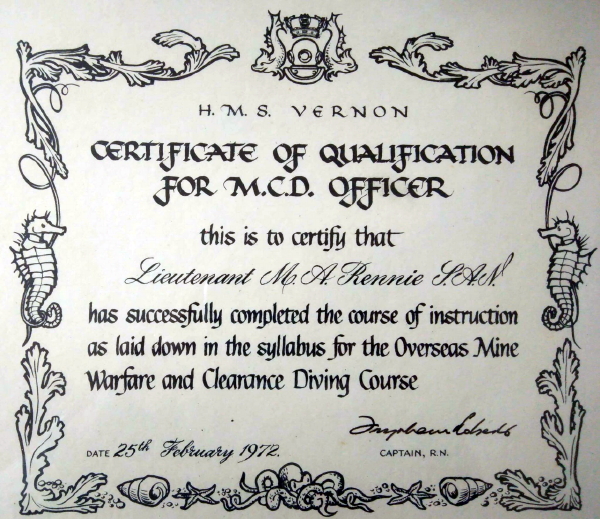 H.M.S. VERNON
CERTIFICATE OF QUALIFICATION
FOR M.C.D. OFFICER
this is to certify that
Lieutenant M. A. Rennie S.A.N.
has successfully completed the course of instruction
as laid down in the syllabus for the Overseas Mine
Warfare and Clearance Diving Course
DATE 25th February 1972.
CAPTAIN, R.N.